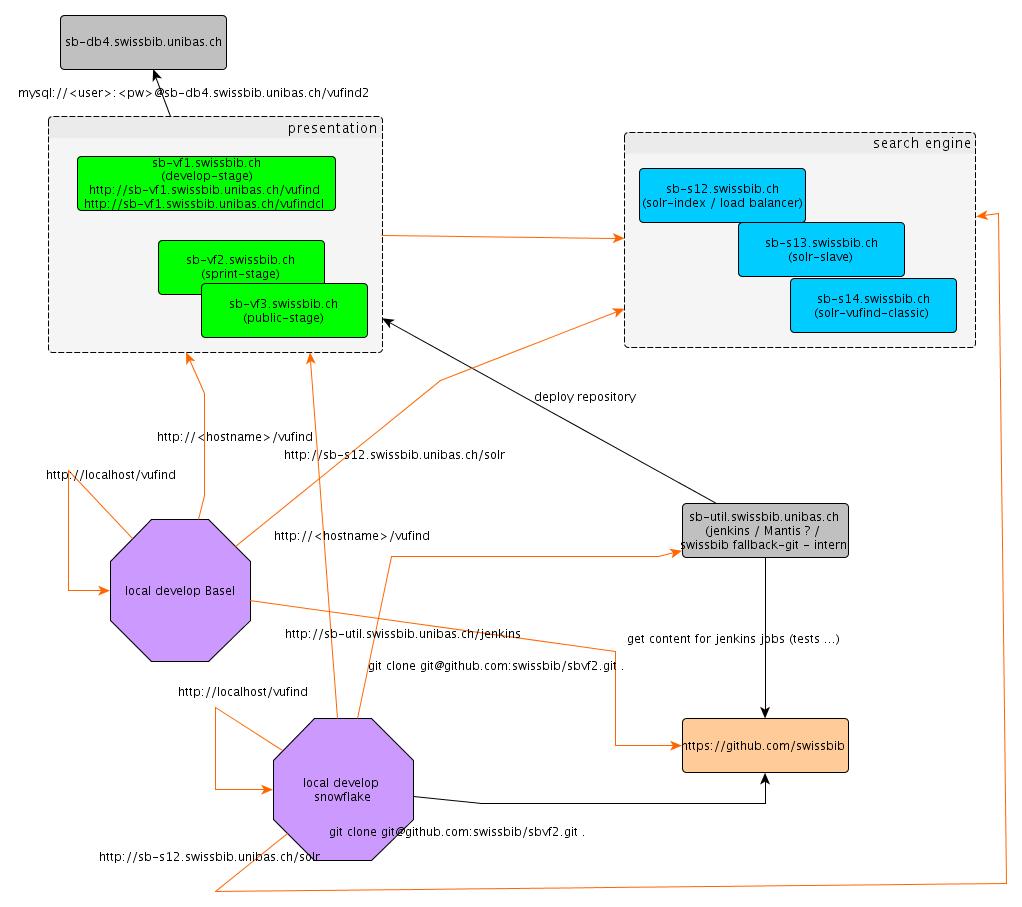 sb-db4.swissbib.unibas.ch
mysql://<user>:<pw>@sb-db4.swissbib.unibas.ch/vufind2
presentation
sb-vf1.swissbib.ch
(develop-stage)
http://sb-vf1.swissbib.unibas.ch/vufind
http://sb-vf1.swissbib.unibas.ch/vufindcl
sb-vf2.swissbib.ch
(sprint-stage)
sb-vf3.swissbib.ch
(public-stage)
search engine
sb-s12.swissbib.ch
(solr-index / load balancer)
sb-s13.swissbib.ch
(solr-slave)
sb-s14.swissbib.ch
(solr-vufind-classic)
deploy repository
http://<hostname>/vufind
http://sb-s12.swissbib.unibas.ch/solr
http://localhost/vufind
http://<hostname>/vufind
sb-util.swissbib.unibas.ch
(jenkins / Mantis ? /
swissbib fallback-git - intern
local develop Basel
http://sb-util.swissbib.unibas.ch/jenkins
get content for jenkins jobs (tests ...)
git clone git@github.com:swissbib/sbvf2.git .
http://localhost/vufind
https://github.com/swissbib
local develop
snowflake
git clone git@github.com:swissbib/sbvf2.git .
http://sb-s12.swissbib.unibas.ch/solr